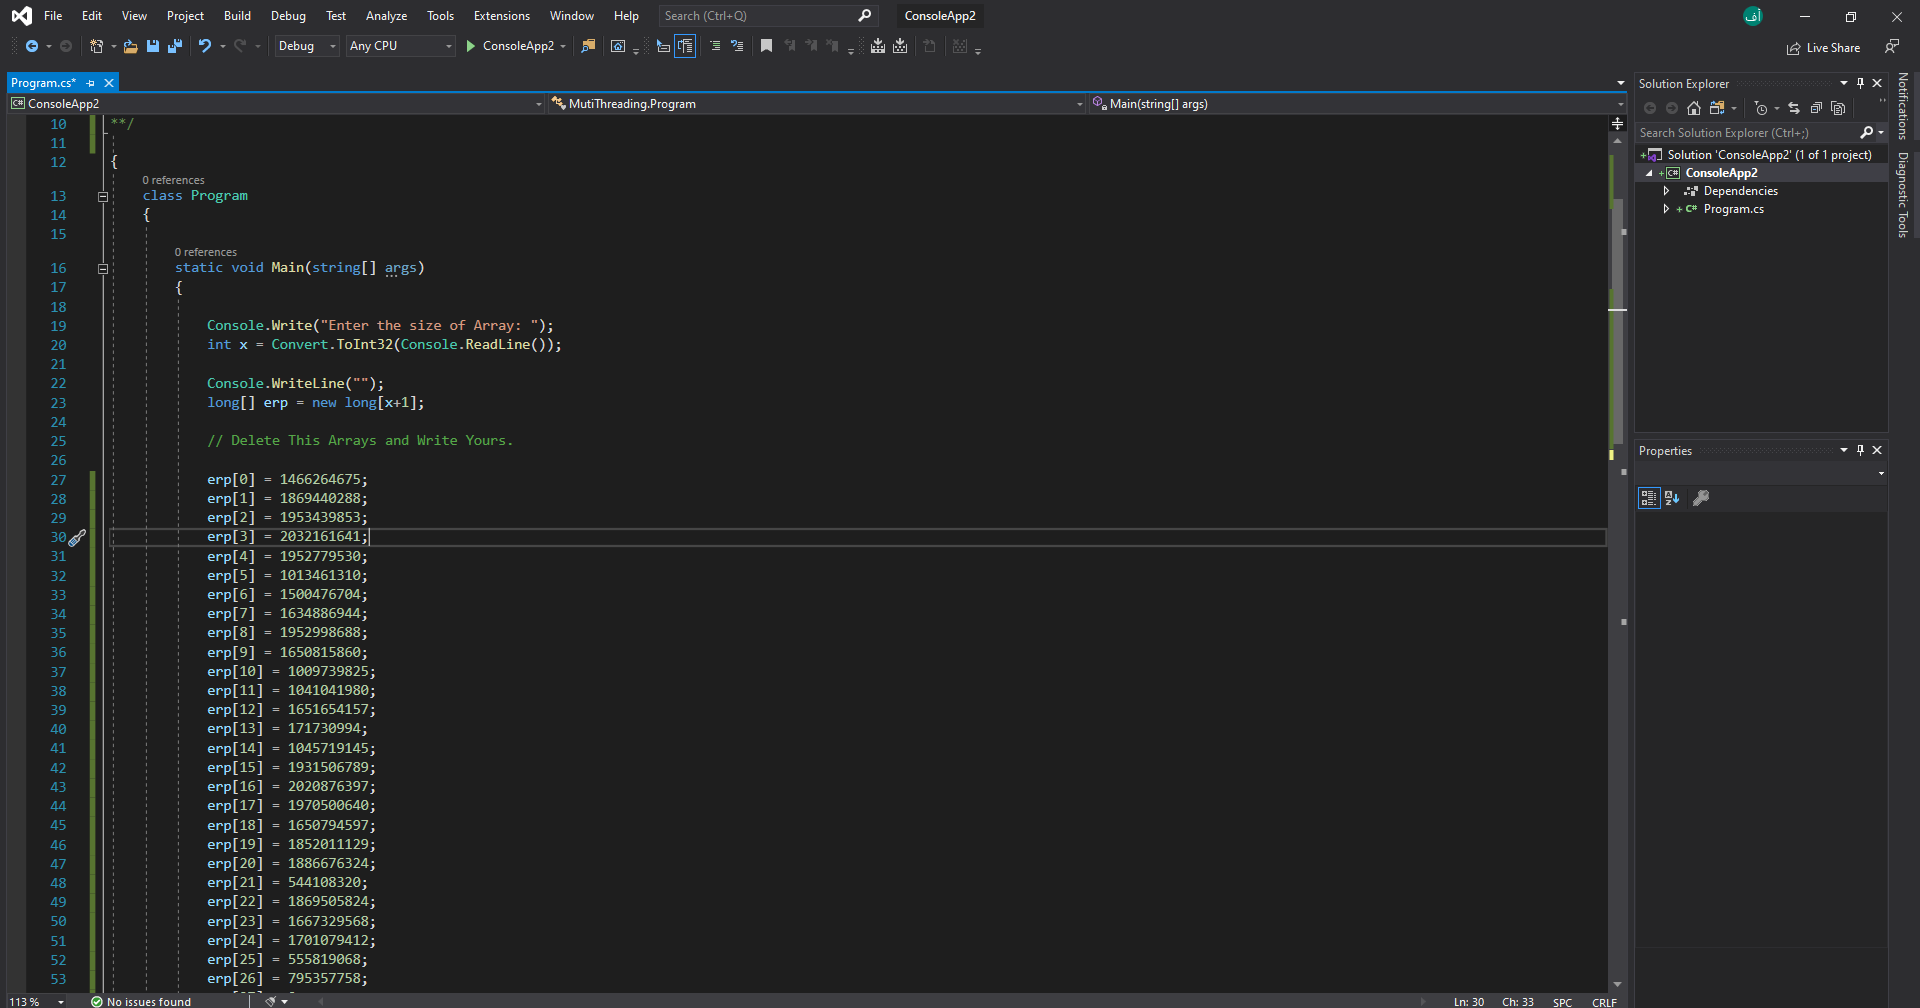 File Edit View Project Build Debug Test Analyze Tools Extensions Window Help Search (Ctrl+Q) ConsoleApp2 أف
Debug Any CPU ConsoleApp2 Live Share
Program.cs*
ConsoleApp2 MutiThreading.Program Main(string[] args)
10 **/
11
12 {
0 references
13 class Program
14 {
15
0 references
16 static void Main(string[] args)
17 {
18
19 Console.Write("Enter the size of Array: ");
20 int x = Convert.ToInt32(Console.ReadLine());
21
22 Console.WriteLine("");
23 long[] erp = new long[x+1];
24
25 // Delete This Arrays and Write Yours.
26
27 erp[0] = 1466264675;
28 erp[1] = 1869440288;
29 erp[2] = 1953439853;
30 erp[3] = 2032161641;
31 erp[4] = 1952779530;
32 erp[5] = 1013461310;
33 erp[6] = 1500476704;
34 erp[7] = 1634886944;
35 erp[8] = 1952998688;
36 erp[9] = 1650815860;
37 erp[10] = 1009739825;
38 erp[11] = 1041041980;
39 erp[12] = 1651654157;
40 erp[13] = 171730994;
41 erp[14] = 1045719145;
42 erp[15] = 1931506789;
43 erp[16] = 2020876397;
44 erp[17] = 1970500640;
45 erp[18] = 1650794597;
46 erp[19] = 1852011129;
47 erp[20] = 1886676324;
48 erp[21] = 544108320;
49 erp[22] = 1869505824;
50 erp[23] = 1667329568;
51 erp[24] = 1701079412;
52 erp[25] = 555819068;
53 erp[26] = 795357758;
113 % No issues found Ln: 30 Ch: 33 SPC CRLF
Solution Explorer
Search Solution Explorer (Ctrl+;)
Solution 'ConsoleApp2' (1 of 1 project)
ConsoleApp2
Dependencies
Program.cs
Properties
Notifications
Diagnostic Tools